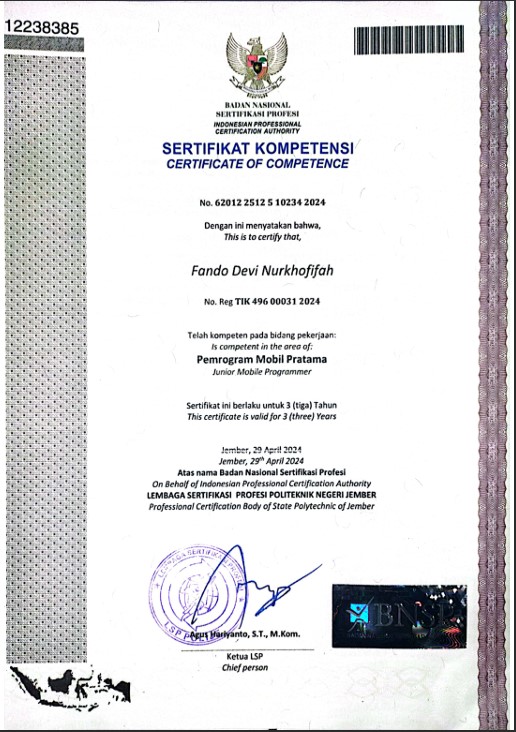 12238385
BADAN NASIONAL
SERTIFIKASI PROFESI
INDONESIAN PROFESSIONAL
CERTIFICATION AUTHORITY
SERTIFIKAT KOMPETENSI
CERTIFICATE OF COMPETENCE
No. 62012 2512 5 10234 2024
Dengan ini menyatakan bahwa,
This is to certify that,
Fando Devi Nurkhofifah
No. Reg TIK 496 00031 2024
Telah kompeten pada bidang pekerjaan:
Is competent in the area of:
Pemrogram Mobil Pratama
Junior Mobile Programmer
Sertifikat ini berlaku untuk 3 (tiga) Tahun
This certificate is valid for 3 (three) Years
Jember, 29 April 2024
Jember, 29th April 2024
Atas nama Badan Nasional Sertifikasi Profesi
On Behalf of Indonesian Professional Certification Authority
LEMBAGA SERTIFIKASI PROFESI POLITEKNIK NEGERI JEMBER
Professional Certification Body of State Polytechnic of Jember
LEMBAGA SERTIFIKASI
LSP
BNSP
Agus Hariyanto, S.T., M.Kom.
Ketua LSP
Chief person